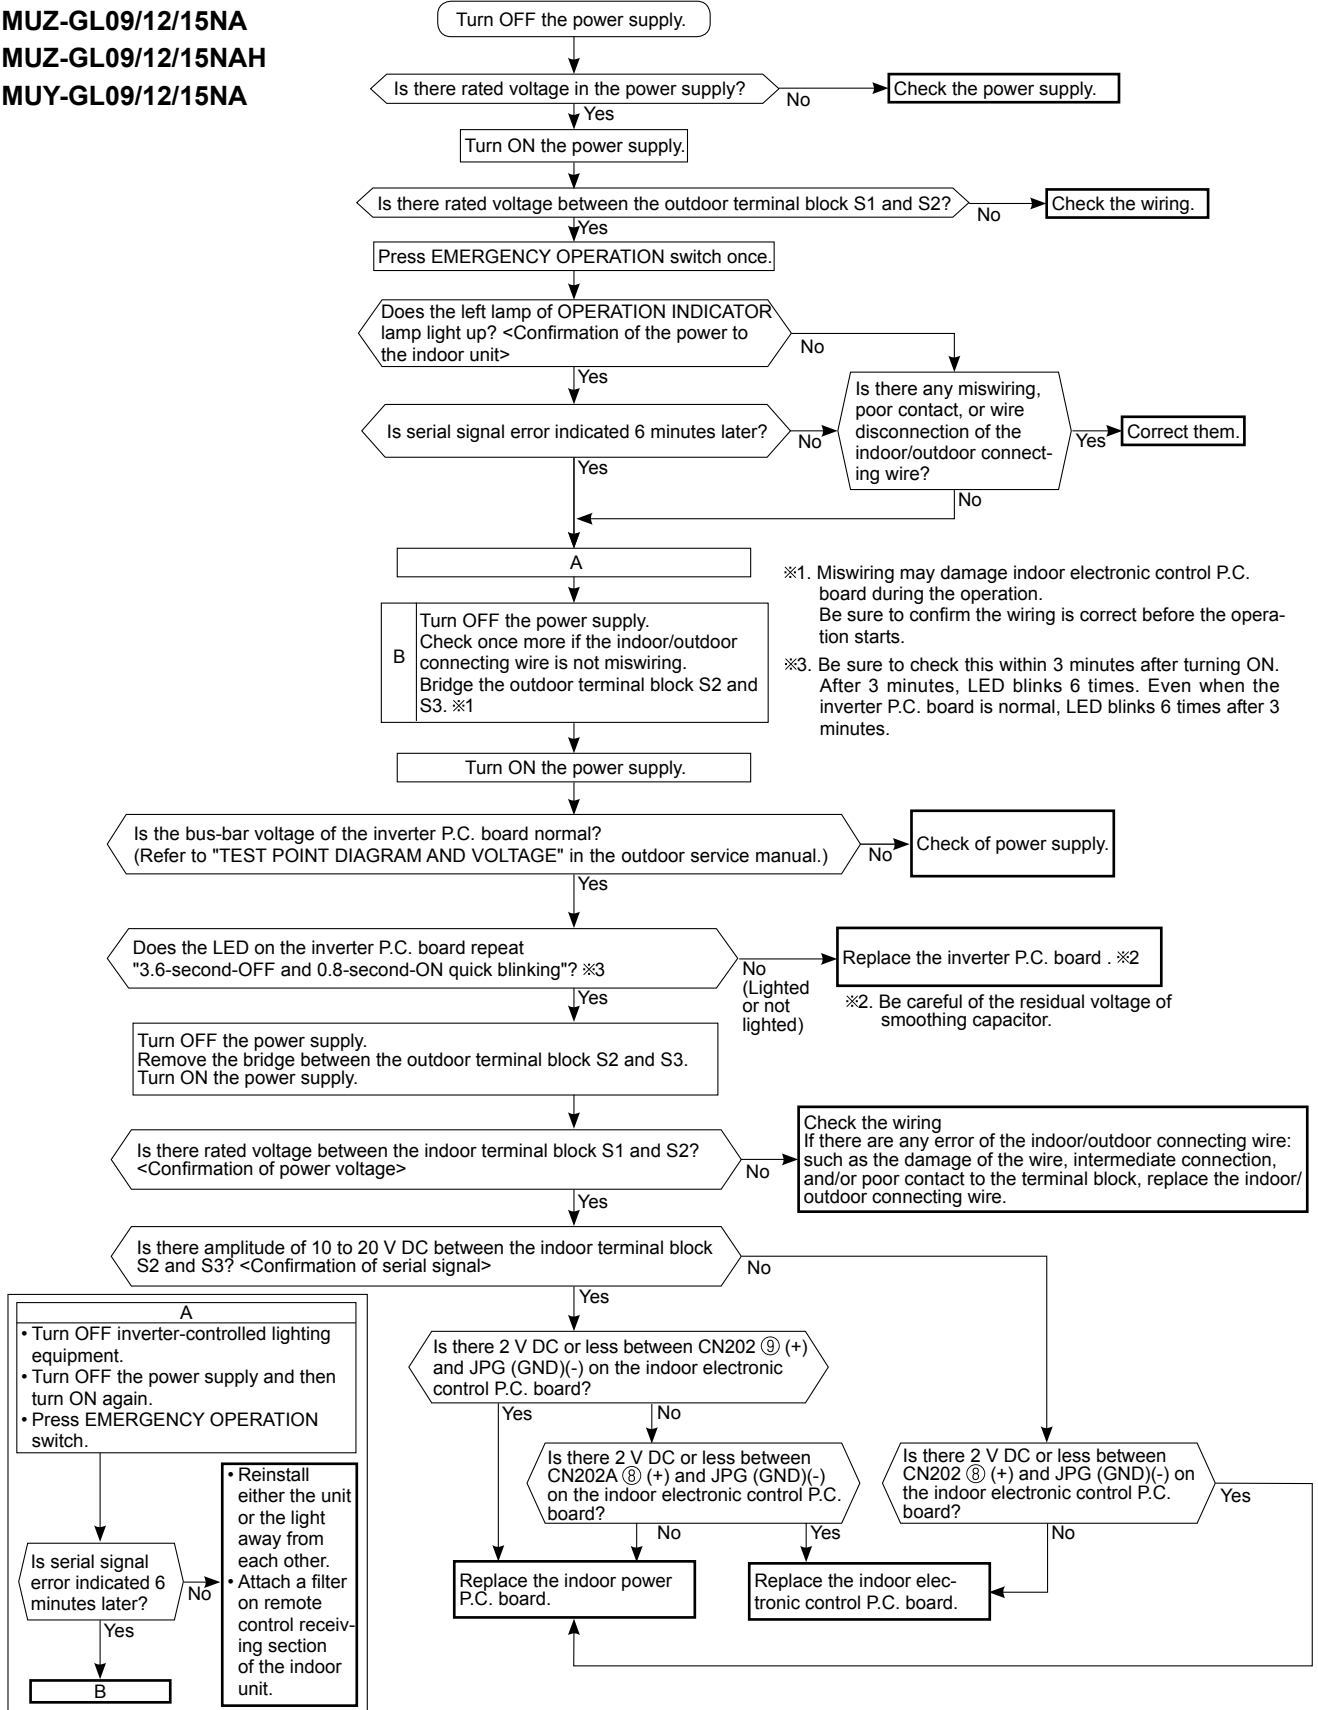 MUZ-GL09/12/15NA
MUZ-GL09/12/15NAH
MUY-GL09/12/15NA
Turn OFF the power supply.
Is there rated voltage in the power supply?
No
Check the power supply.
Yes
Turn ON the power supply.
Is there rated voltage between the outdoor terminal block S1 and S2?
No
Check the wiring.
Yes
Press EMERGENCY OPERATION switch once.
Does the left lamp of OPERATION INDICATOR
lamp light up? <Confirmation of the power to
the indoor unit>
No
Yes
Is there any miswiring,
poor contact, or wire
disconnection of the
indoor/outdoor connect-
ing wire?
Yes
Correct them.
No
Is serial signal error indicated 6 minutes later?
No
Yes
A
B
Turn OFF the power supply.
Check once more if the indoor/outdoor
connecting wire is not miswiring.
Bridge the outdoor terminal block S2 and
S3. ※1
※1. Miswiring may damage indoor electronic control P.C.
board during the operation.
Be sure to confirm the wiring is correct before the opera-
tion starts.
※3. Be sure to check this within 3 minutes after turning ON.
After 3 minutes, LED blinks 6 times. Even when the
inverter P.C. board is normal, LED blinks 6 times after 3
minutes.
Turn ON the power supply.
Is the bus-bar voltage of the inverter P.C. board normal?
(Refer to "TEST POINT DIAGRAM AND VOLTAGE" in the outdoor service manual.)
No
Check of power supply.
Yes
Does the LED on the inverter P.C. board repeat
"3.6-second-OFF and 0.8-second-ON quick blinking"? ※3
No
(Lighted
or not
lighted)
Replace the inverter P.C. board . ※2
※2. Be careful of the residual voltage of
smoothing capacitor.
Yes
Turn OFF the power supply.
Remove the bridge between the outdoor terminal block S2 and S3.
Turn ON the power supply.
Is there rated voltage between the indoor terminal block S1 and S2?
<Confirmation of power voltage>
No
Check the wiring
If there are any error of the indoor/outdoor connecting wire:
such as the damage of the wire, intermediate connection,
and/or poor contact to the terminal block, replace the indoor/
outdoor connecting wire.
Yes
Is there amplitude of 10 to 20 V DC between the indoor terminal block
S2 and S3? <Confirmation of serial signal>
No
Yes
Is there 2 V DC or less between CN202 ⑨ (+)
and JPG (GND)(-) on the indoor electronic
control P.C. board?
Yes
No
Is there 2 V DC or less between
CN202A ⑧ (+) and JPG (GND)(-)
on the indoor electronic control P.C.
board?
No
Yes
Is there 2 V DC or less between
CN202 ⑧ (+) and JPG (GND)(-) on
the indoor electronic control P.C.
board?
Yes
No
Replace the indoor power
P.C. board.
Replace the indoor elec-
tronic control P.C. board.
A
• Turn OFF inverter-controlled lighting
equipment.
• Turn OFF the power supply and then
turn ON again.
• Press EMERGENCY OPERATION
switch.
Is serial signal
error indicated 6
minutes later?
No
• Reinstall
either the unit
or the light
away from
each other.
• Attach a filter
on remote
control receiv-
ing section
of the indoor
unit.
Yes
B